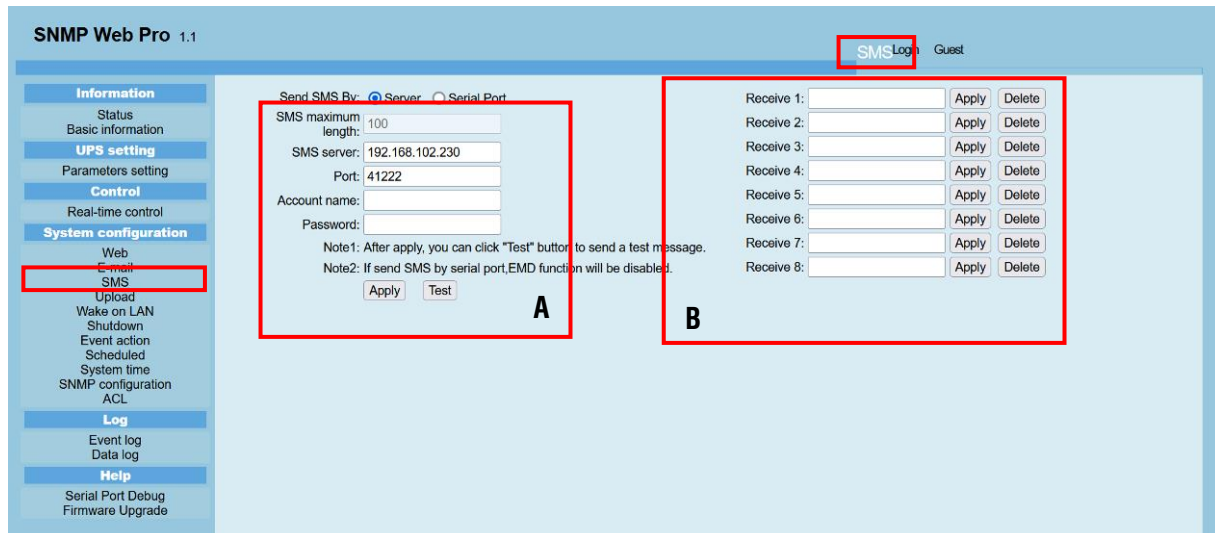 SNMP Web Pro 1.1
SMS Login Guest
Information
Status
Basic information
UPS setting
Parameters setting
Control
Real-time control
System configuration
Web
E-mail
SMS
Upload
Wake on LAN
Shutdown
Event action
Scheduled
System time
SNMP configuration
ACL
Log
Event log
Data log
Help
Serial Port Debug
Firmware Upgrade
Send SMS By: Server Serial Port
SMS maximum
length: 100
SMS server: 192.168.102.230
Port: 41222
Account name:
Password:
Note1: After apply, you can click "Test" button to send a test message.
Note2: If send SMS by serial port,EMD function will be disabled.
Apply Test
A
Receive 1: Apply Delete
Receive 2: Apply Delete
Receive 3: Apply Delete
Receive 4: Apply Delete
Receive 5: Apply Delete
Receive 6: Apply Delete
Receive 7: Apply Delete
Receive 8: Apply Delete
B